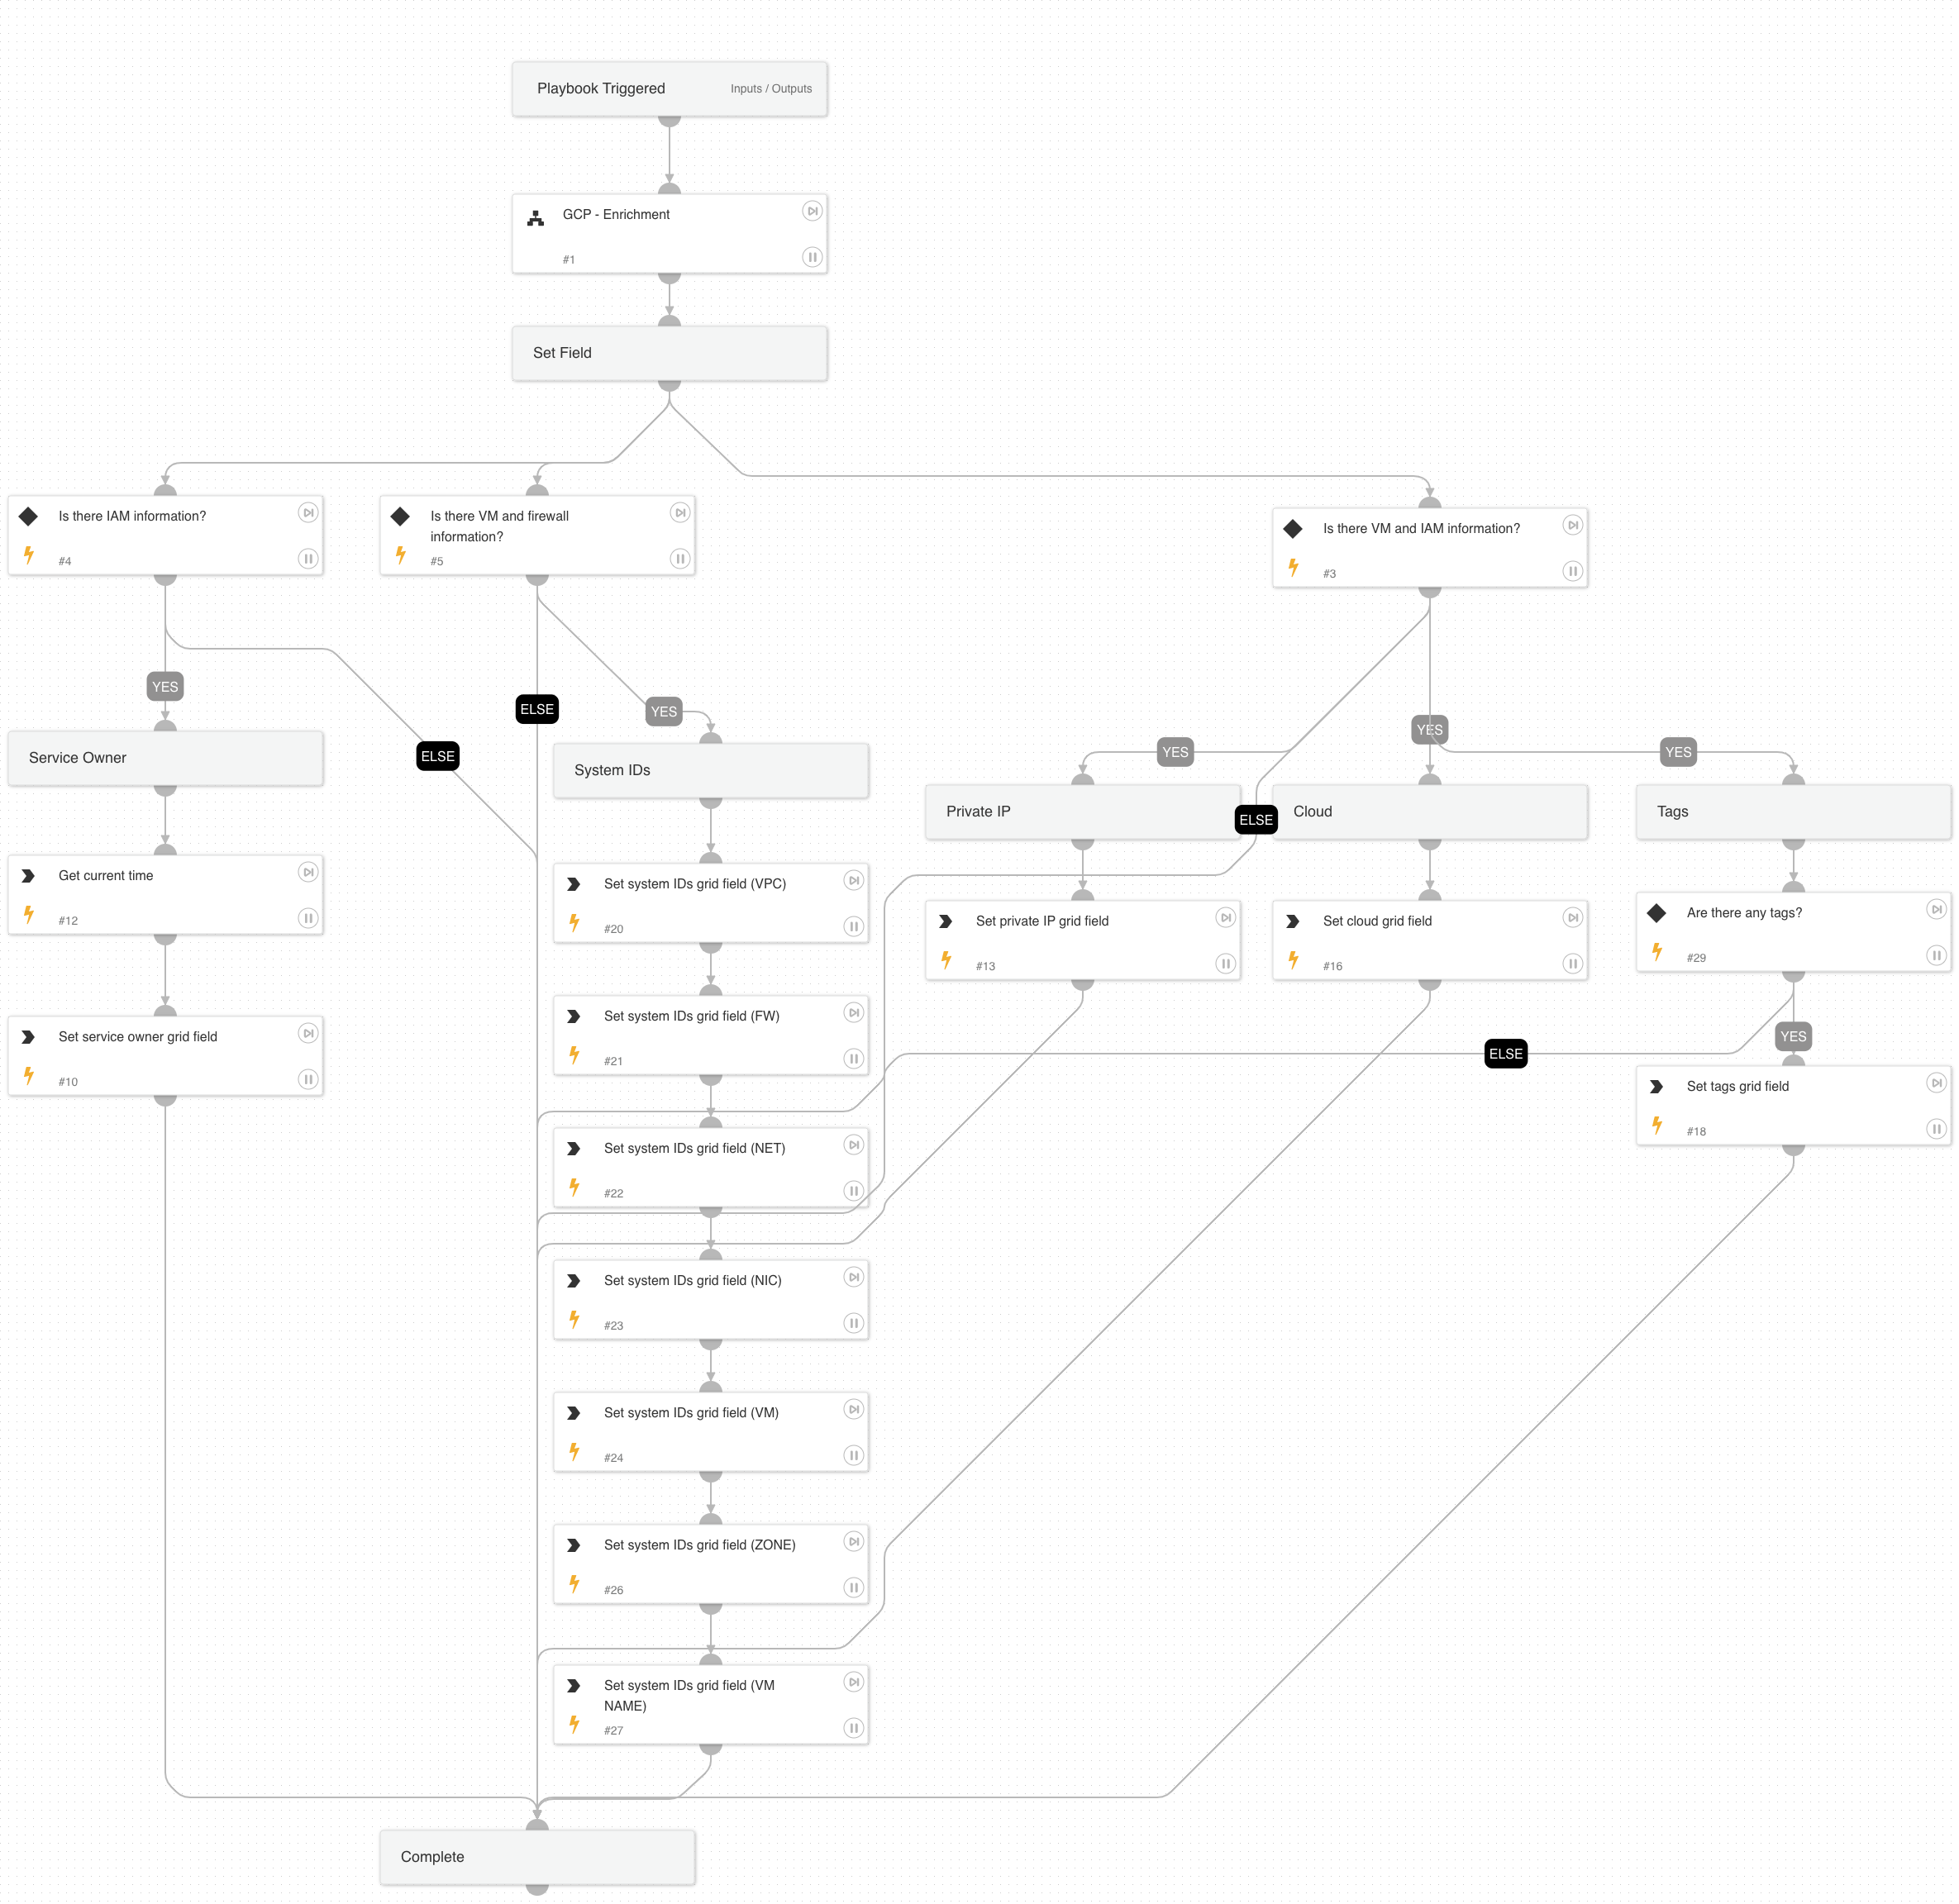 Playbook Triggered
Inputs / Outputs
GCP - Enrichment
#1
Set Field
Is there IAM information?
#4
Is there VM and firewall
information?
#5
Is there VM and IAM information?
#3
YES
ELSE
ELSE
YES
YES
YES
YES
ELSE
Service Owner
System IDs
Private IP
Cloud
Tags
Get current time
#12
Set system IDs grid field (VPC)
#20
Set private IP grid field
#13
Set cloud grid field
#16
Are there any tags?
#29
Set service owner grid field
#10
Set system IDs grid field (FW)
#21
ELSE
YES
Set tags grid field
#18
Set system IDs grid field (NET)
#22
Set system IDs grid field (NIC)
#23
Set system IDs grid field (VM)
#24
Set system IDs grid field (ZONE)
#26
Set system IDs grid field (VM
NAME)
#27
Complete